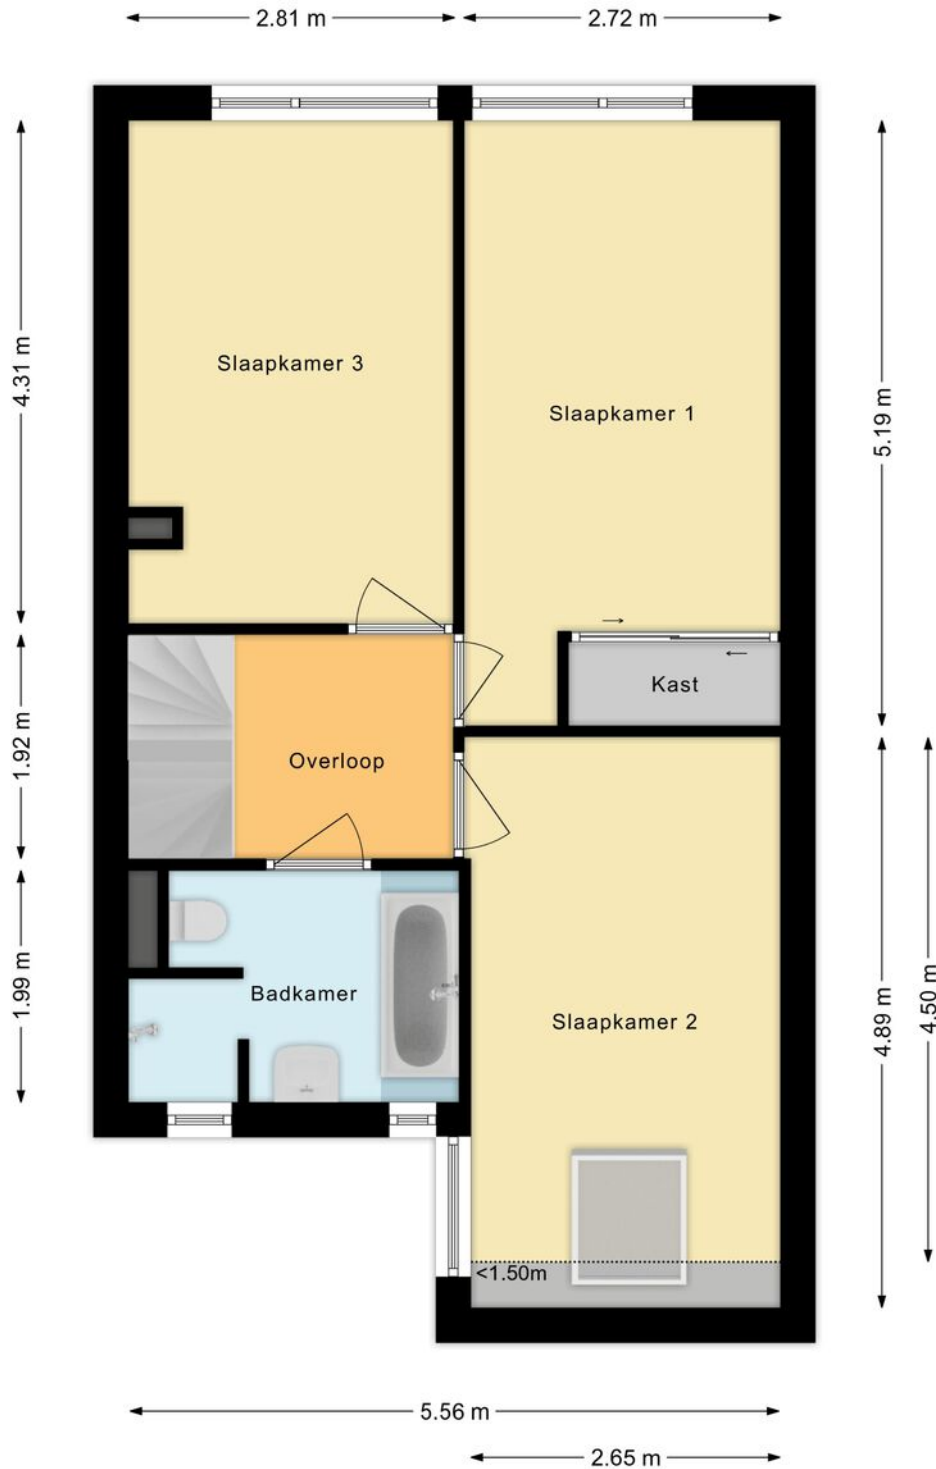 2.81 m
2.72 m
4.31 m
Slaapkamer 3
Slaapkamer 1
5.19 m
Kast
1.92 m
Overloop
1.99 m
Badkamer
Slaapkamer 2
4.89 m
4.50 m
<1.50m
5.56 m
2.65 m